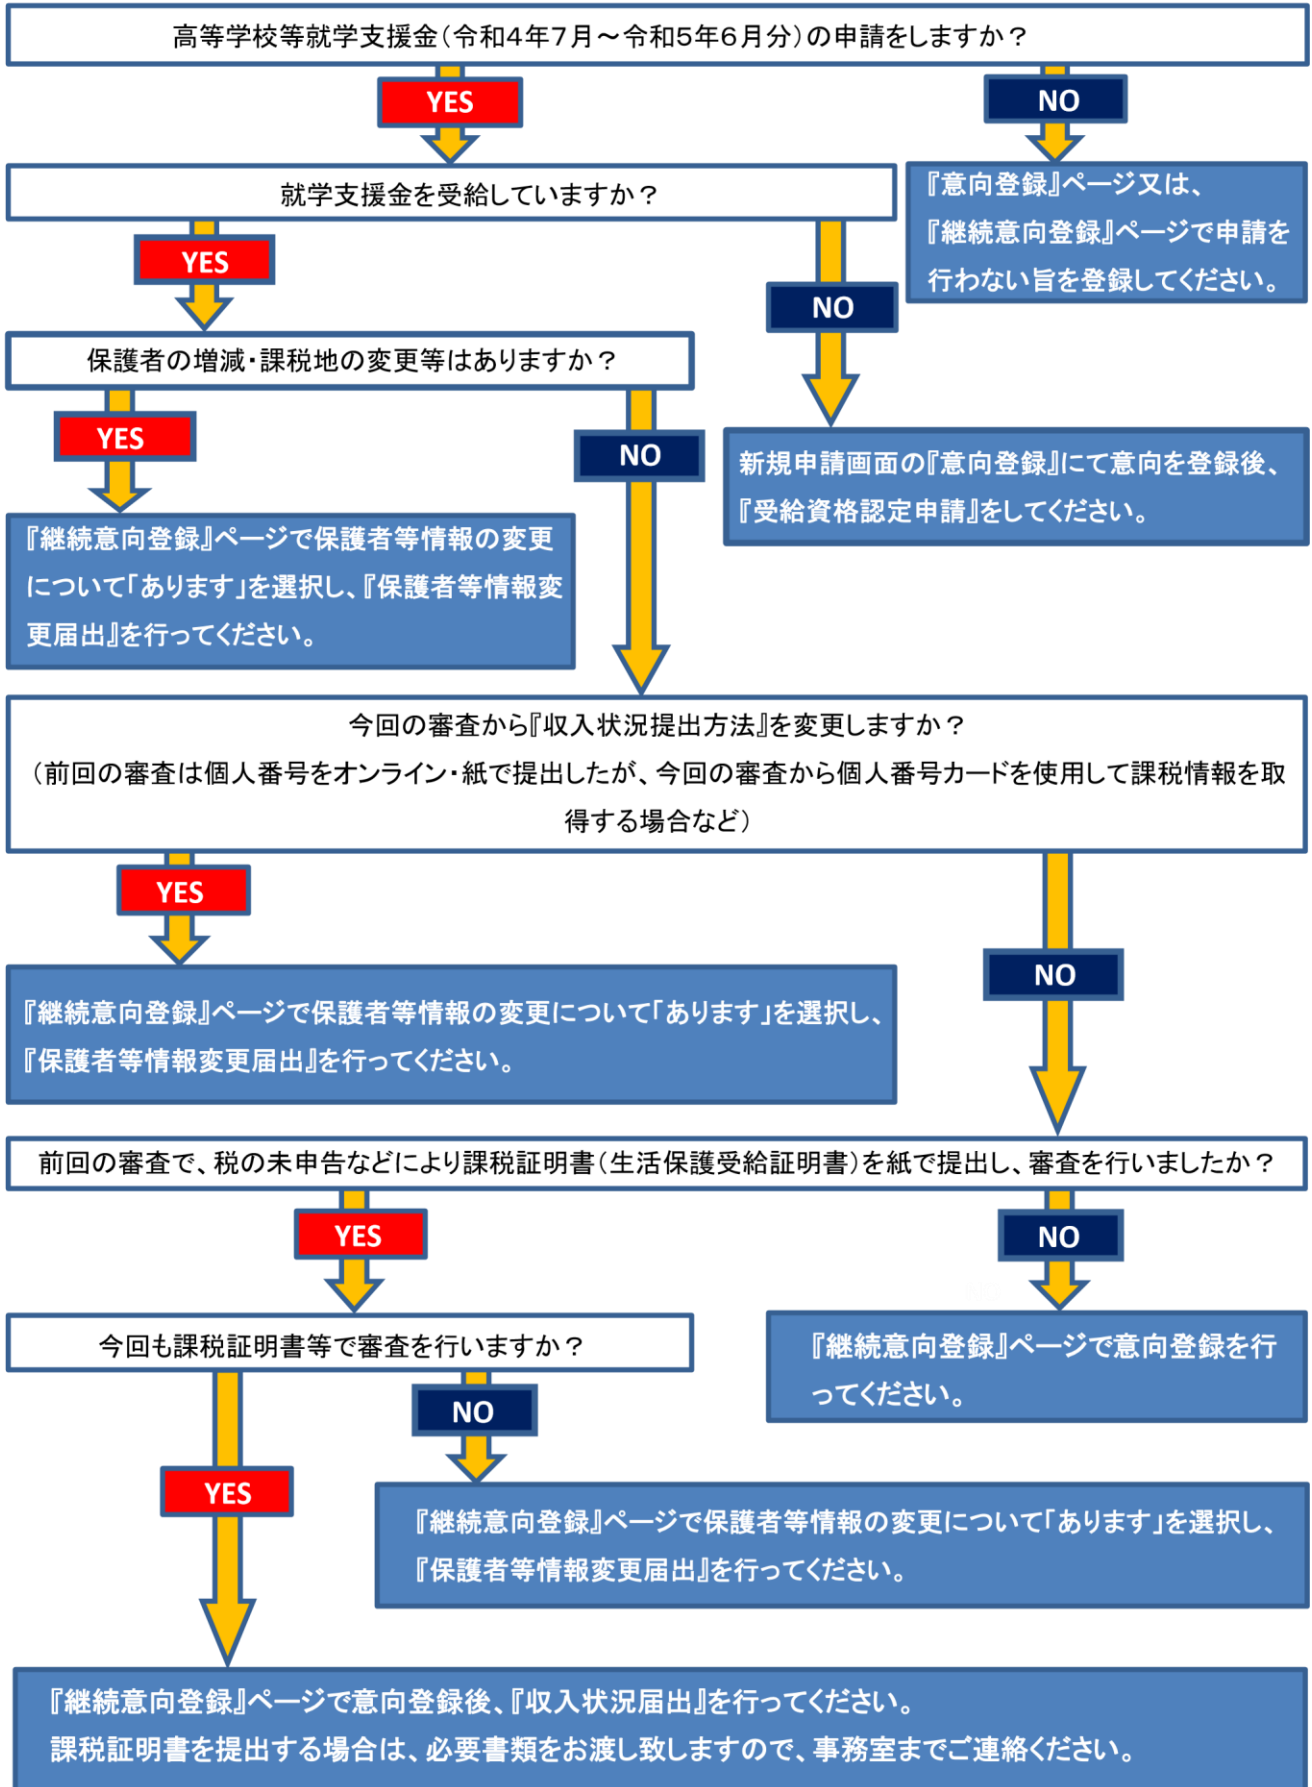 高等学校等就学支援金(令和4年7月～令和5年6月分)の申請をしますか？
YES
NO
就学支援金を受給していますか？
『意向登録』ページ又は、
『継続意向登録』ページで申請を
行わない旨を登録してください。
YES
NO
保護者の増減・課税地の変更等はありますか？
YES
NO
新規申請画面の『意向登録』にて意向を登録後、
『受給資格認定申請』をしてください。
『継続意向登録』ページで保護者等情報の変更
について「あります」を選択し、『保護者等情報変
更届出』を行ってください。
今回の審査から『収入状況提出方法』を変更しますか？
(前回の審査は個人番号をオンライン・紙で提出したが、今回の審査から個人番号カードを使用して課税情報を取
得する場合など)
YES
NO
『継続意向登録』ページで保護者等情報の変更について「あります」を選択し、
『保護者等情報変更届出』を行ってください。
前回の審査で、税の未申告などにより課税証明書(生活保護受給証明書)を紙で提出し、審査を行いましたか？
YES
NO
今回も課税証明書等で審査を行いますか？
『継続意向登録』ページで意向登録を行
ってください。
NO
YES
『継続意向登録』ページで保護者等情報の変更について「あります」を選択し、
『保護者等情報変更届出』を行ってください。
『継続意向登録』ページで意向登録後、『収入状況届出』を行ってください。
課税証明書を提出する場合は、必要書類をお渡し致しますので、事務室までご連絡ください。